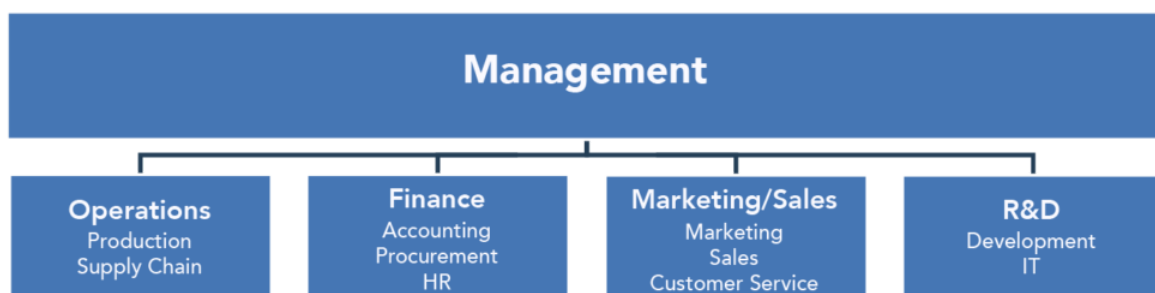 Management
Operations
Production
Supply Chain
Finance
Accounting
Procurement
HR
Marketing/Sales
Marketing
Sales
Customer Service
R&D
Development
IT